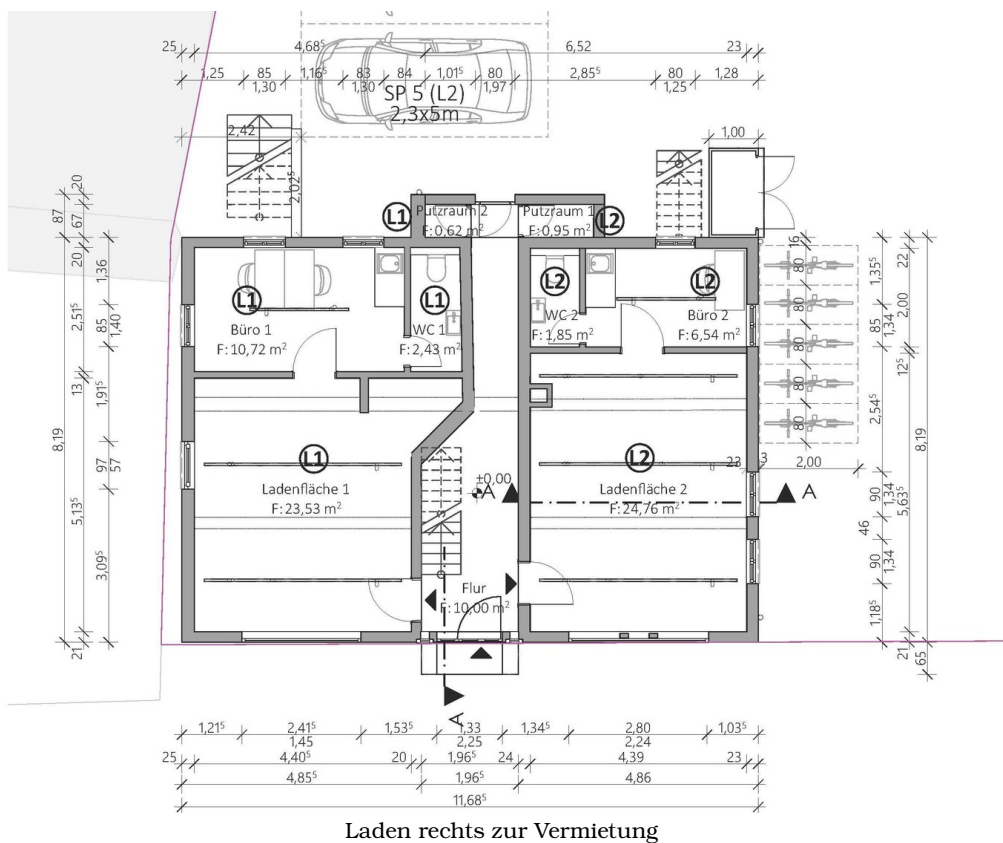 25 4,68⁵ 6,52 23
1,25 85 1,16⁵ 83 84 1,01⁵ 80 2,85⁵ 80 1,28
1,30 1,30 1,97 1,25
SP 5 (L2)
2,3x5m
2,42
1,00
2,02⁵
L1 Putzraum 2 Putzraum 1 L2
F:0,62 m² F:0,95 m²
L1 L1 L2 L2
Büro 1 WC 1 WC 2 Büro 2
F:10,72 m² F:2,43 m² F:1,85 m² F:6,54 m²
L1 L2
±0,00
A A
Ladenfläche 1 Ladenfläche 2
F:23,53 m² F:24,76 m²
Flur
F:10,00 m²
A
20
87 67
20 1,36
2,51⁵ 85 1,40
13 1,91⁵
8,19
97 57
5,13⁵
3,09⁵
21
16
80
80
80
80
80
23 3 2,00
1,35⁵ 22
2,00
85 1,34
12⁵
2,54⁵
8,19
90 1,34
5,63⁵
46
90 1,34
1,18⁵
21 65
1,21⁵ 2,41⁵ 1,53⁵ 1,33 1,34⁵ 2,80 1,03⁵
1,45 2,25 2,24
25 4,40⁵ 20 1,96⁵ 24 4,39 23
4,85⁵ 1,96⁵ 4,86
11,68⁵
Laden rechts zur Vermietung